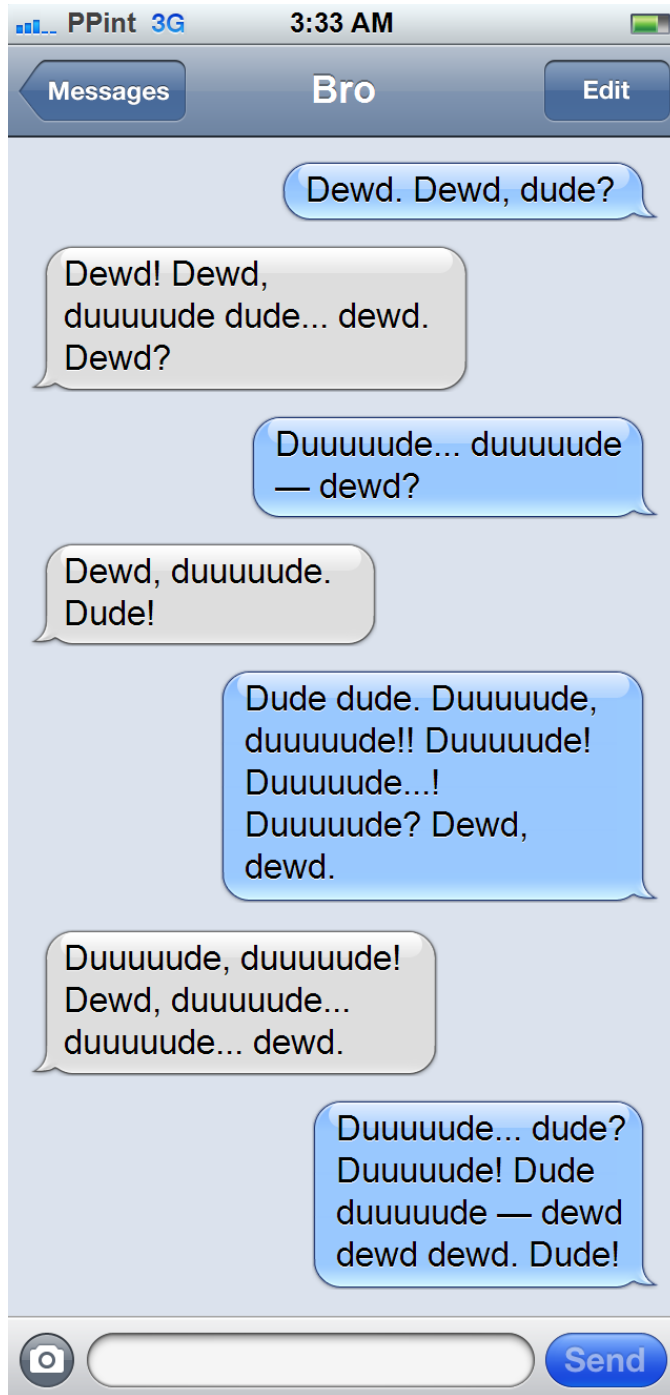 PPint 3G 3:33 AM
Messages Bro Edit
Dewd. Dewd, dude?
Dewd! Dewd,
duuuuude dude... dewd.
Dewd?
Duuuuude... duuuuude
— dewd?
Dewd, duuuuude.
Dude!
Dude dude. Duuuuude,
duuuuude!! Duuuuude!
Duuuuude...!
Duuuuude? Dewd,
dewd.
Duuuuude, duuuuude!
Dewd, duuuuude...
duuuuude... dewd.
Duuuuude... dude?
Duuuuude! Dude
duuuuude — dewd
dewd dewd. Dude!
Send